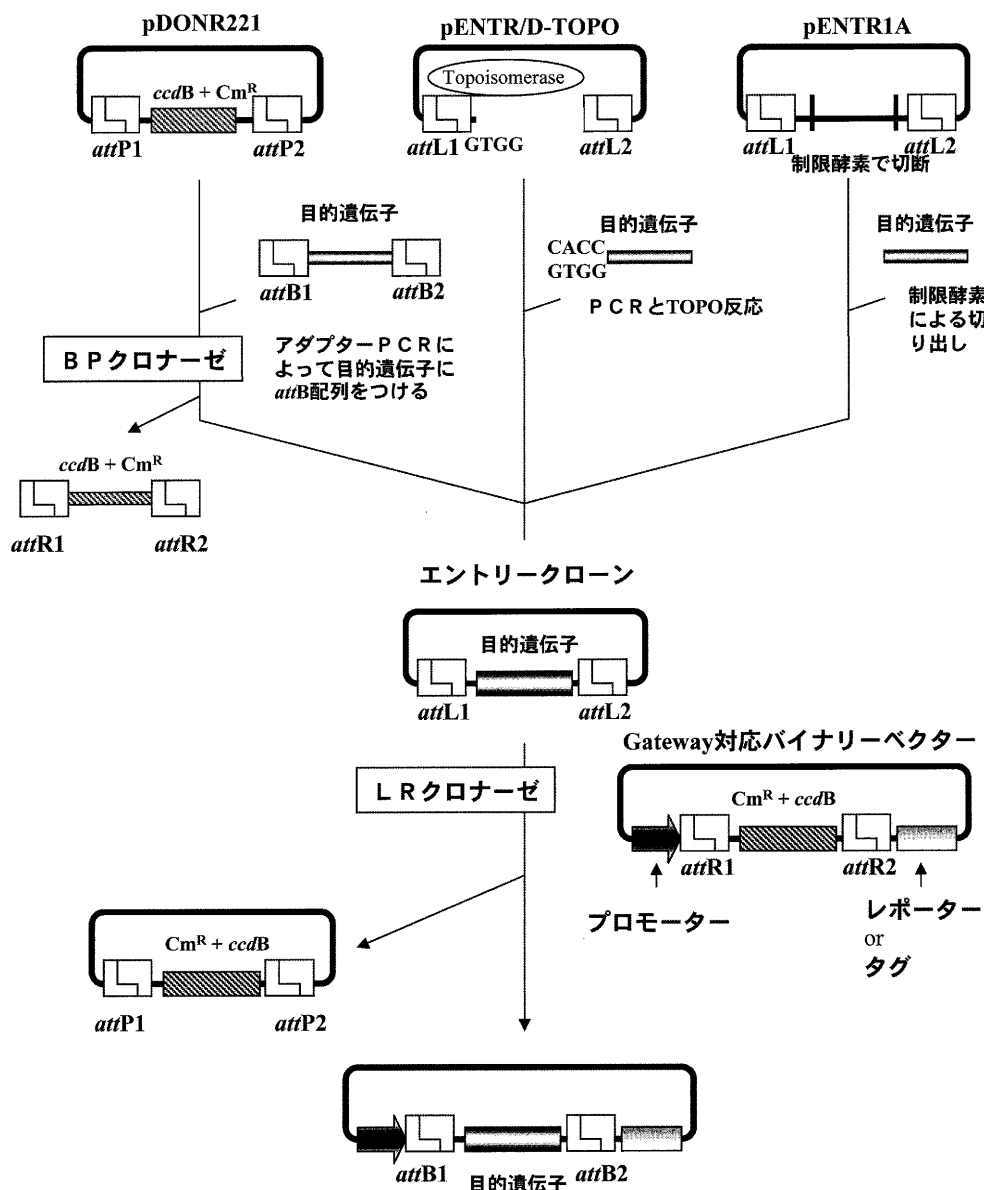 pDONR221
pENTR/D-TOPO
pENTR1A
ccdB + Cmᴿ
attP1
attP2
Topoisomerase
attL1
GTGG
attL2
attL1
attL2
制限酵素で切断
目的遺伝子
attB1
attB2
アダプターPCRに
よって目的遺伝子に
attB配列をつける
目的遺伝子
CACC
GTGG
PCRとTOPO反応
目的遺伝子
制限酵素
による切
り出し
BPクロナーゼ
ccdB + Cmᴿ
attR1
attR2
エントリークローン
目的遺伝子
attL1
attL2
LRクロナーゼ
Gateway対応バイナリーベクター
Cmᴿ + ccdB
attR1
attR2
プロモーター
レポーター
or
タグ
Cmᴿ + ccdB
attP1
attP2
attB1
attB2
目的遺伝子